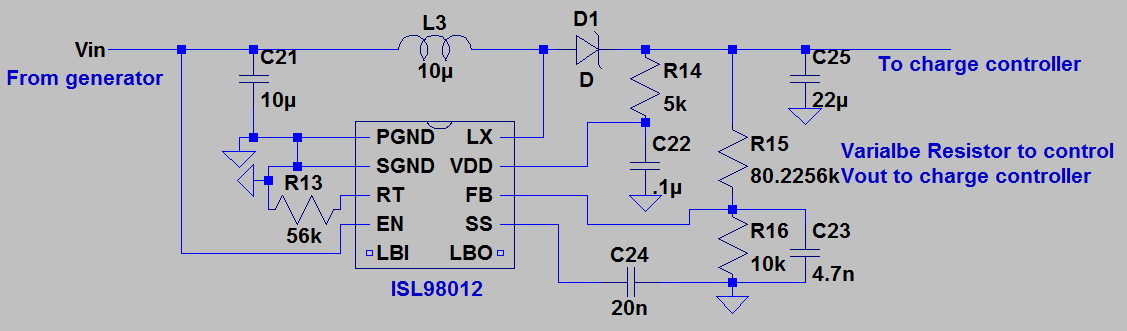 L3
D1
Vin
C21
C25
From generator
10µ
10µ
D
R14
5k
22µ
To charge controller
PGND
LX
SGND
VDD
C22
.1µ
R15
80.2256k
Varialbe Resistor to control
Vout to charge controller
R13
56k
RT
FB
EN
SS
LBI
LBO
C24
20n
R16
10k
C23
4.7n
ISL98012